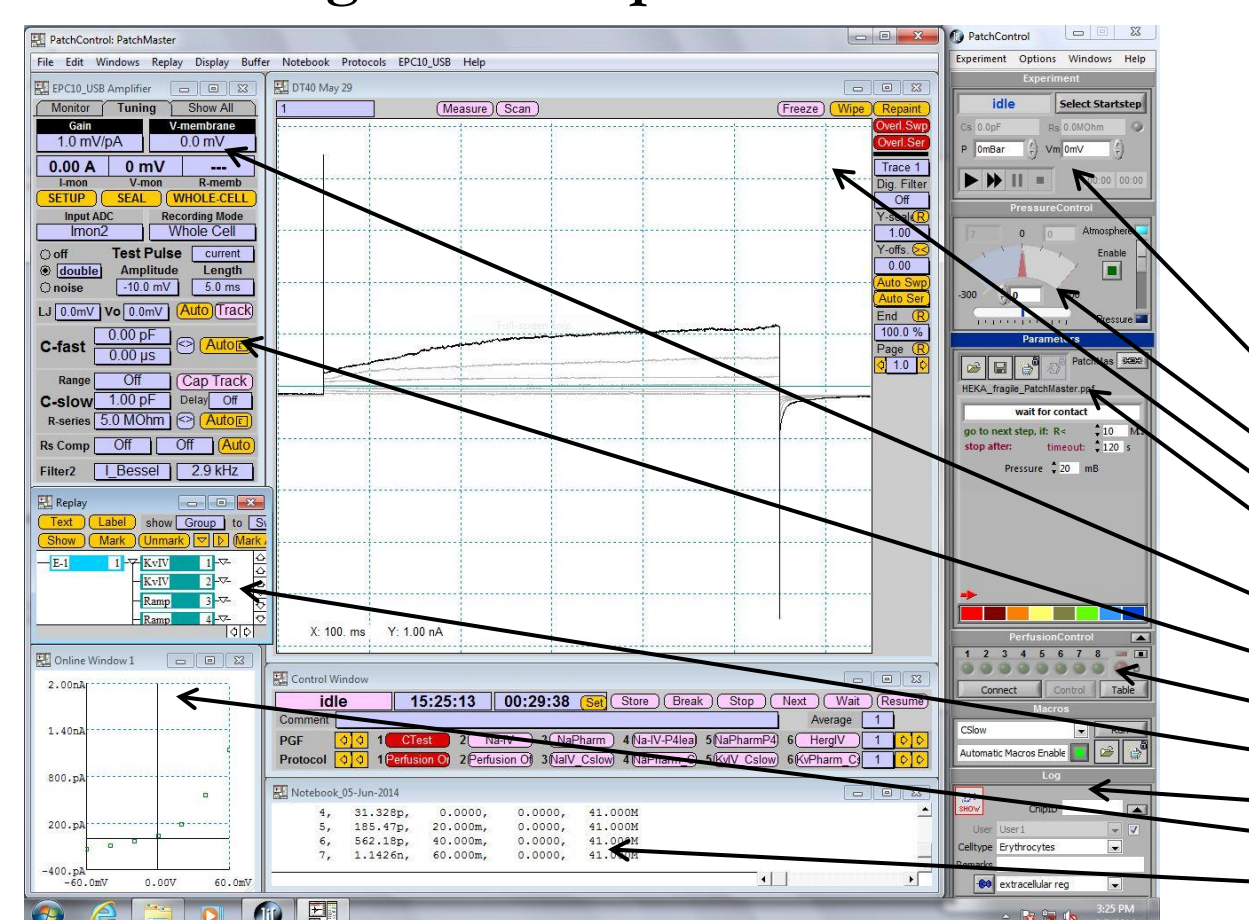 PatchControl: PatchMaster
File Edit Windows Replay Display Buffer Notebook Protocols EPC10_USB Help
EPC10_USB Amplifier
Monitor Tuning Show All
Gain V-membrane
1.0 mV/pA 0.0 mV
0.00 A 0 mV ---
I-mon V-mon R-memb
SETUP SEAL WHOLE-CELL
Input ADC Recording Mode
Imon2 Whole Cell
off Test Pulse current
double Amplitude Length
noise -10.0 mV 5.0 ms
LJ 0.0mV Vo 0.0mV Auto Track
C-fast 0.00 pF
0.00 µs <> Auto
Range Off Cap Track
C-slow 1.00 pF Delay Off
R-series 5.0 MOhm <> Auto
Rs Comp Off Off Auto
Filter2 I_Bessel 2.9 kHz
Replay
Text Label show Group to
Show Mark Unmark
E-1 1 KvIV 1
KvIV 2
Ramp 3
Ramp 4
Online Window 1
2.00nA
1.40nA
800.pA
200.pA
-400.pA
-60.0mV 0.00V 60.0mV
DT40 May 29
1 Measure Scan Freeze Wipe Repaint
Overl.Swp
Overl.Ser
Trace 1
Dig. Filter
Off
Y-scale R
1.00
Y-offs. ><
0.00
Auto Swp
Auto Ser
End R
100.0 %
Page R
1.0
X: 100. ms Y: 1.00 nA
Control Window
idle 15:25:13 00:29:38 Set Store Break Stop Next Wait Resume
Comment Average 1
PGF 1 CTest 2 Na-IV 3 NaPharm 4 Na-IV-P4lea 5 NaPharmP4 6 HergIV 1
Protocol 1 Perfusion Of 2 Perfusion Of 3 NaIV_Cslow 4 NaPharm_C 5 KvIV_Cslow 6 KvPharm_C 1
Notebook_05-Jun-2014
4, 31.328p, 0.0000, 0.0000, 41.000M
5, 185.47p, 20.000m, 0.0000, 41.000M
6, 562.18p, 40.000m, 0.0000, 41.000M
7, 1.1426n, 60.000m, 0.0000, 41.000M
PatchControl
Experiment Options Windows Help
Experiment
idle Select Startstep
Cs 0.0pF Rs 0.0MOhm
P 0mBar Vm 0mV
00:00 00:00
PressureControl
7 0 0 Atmosphere
Enable
-300 0
Pressure
Parameters
HEKA_fragile_PatchMaster.ppf
wait for contact
go to next step, if: R< 10
stop after: timeout: 120 s
Pressure 20 mB
PerfusionControl
1 2 3 4 5 6 7 8
Connect Control Table
Macros
CSlow Run
Automatic Macros Enable
Log
SHOW ChipID
User User1
Celltype Erythrocytes
Remarks
extracellular reg
3:25 PM